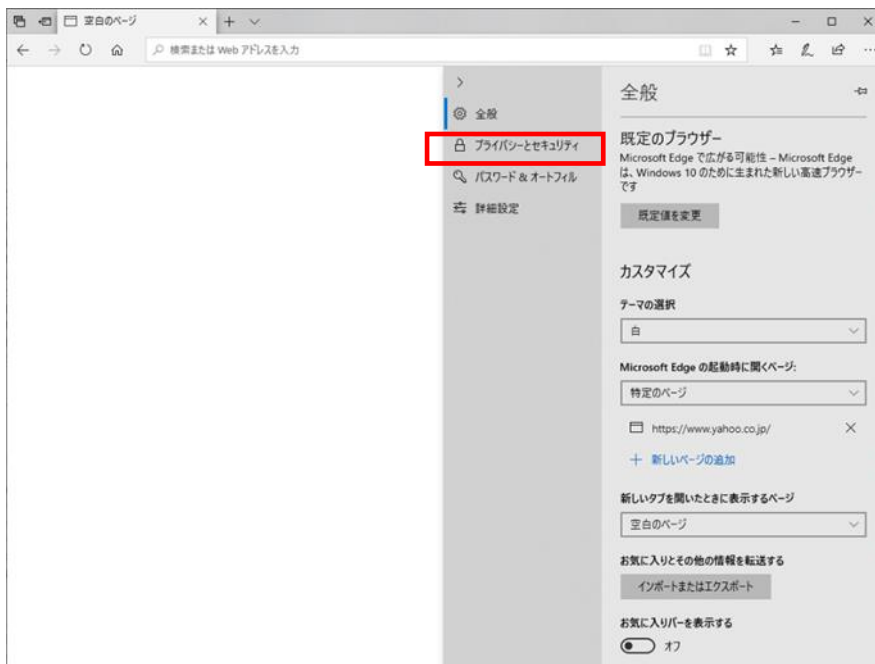 空白のページ
検索または Web アドレスを入力
全般
プライバシーとセキュリティ
パスワード & オートフィル
詳細設定
全般
既定のブラウザー
Microsoft Edge で広がる可能性 – Microsoft Edge
は、Windows 10 のために生まれた新しい高速ブラウザー
です
既定値を変更
カスタマイズ
テーマの選択
白
Microsoft Edge の起動時に開くページ:
特定のページ
https://www.yahoo.co.jp/
新しいページの追加
新しいタブを開いたときに表示するページ
空白のページ
お気に入りとその他の情報を転送する
インポートまたはエクスポート
お気に入りバーを表示する
オフ